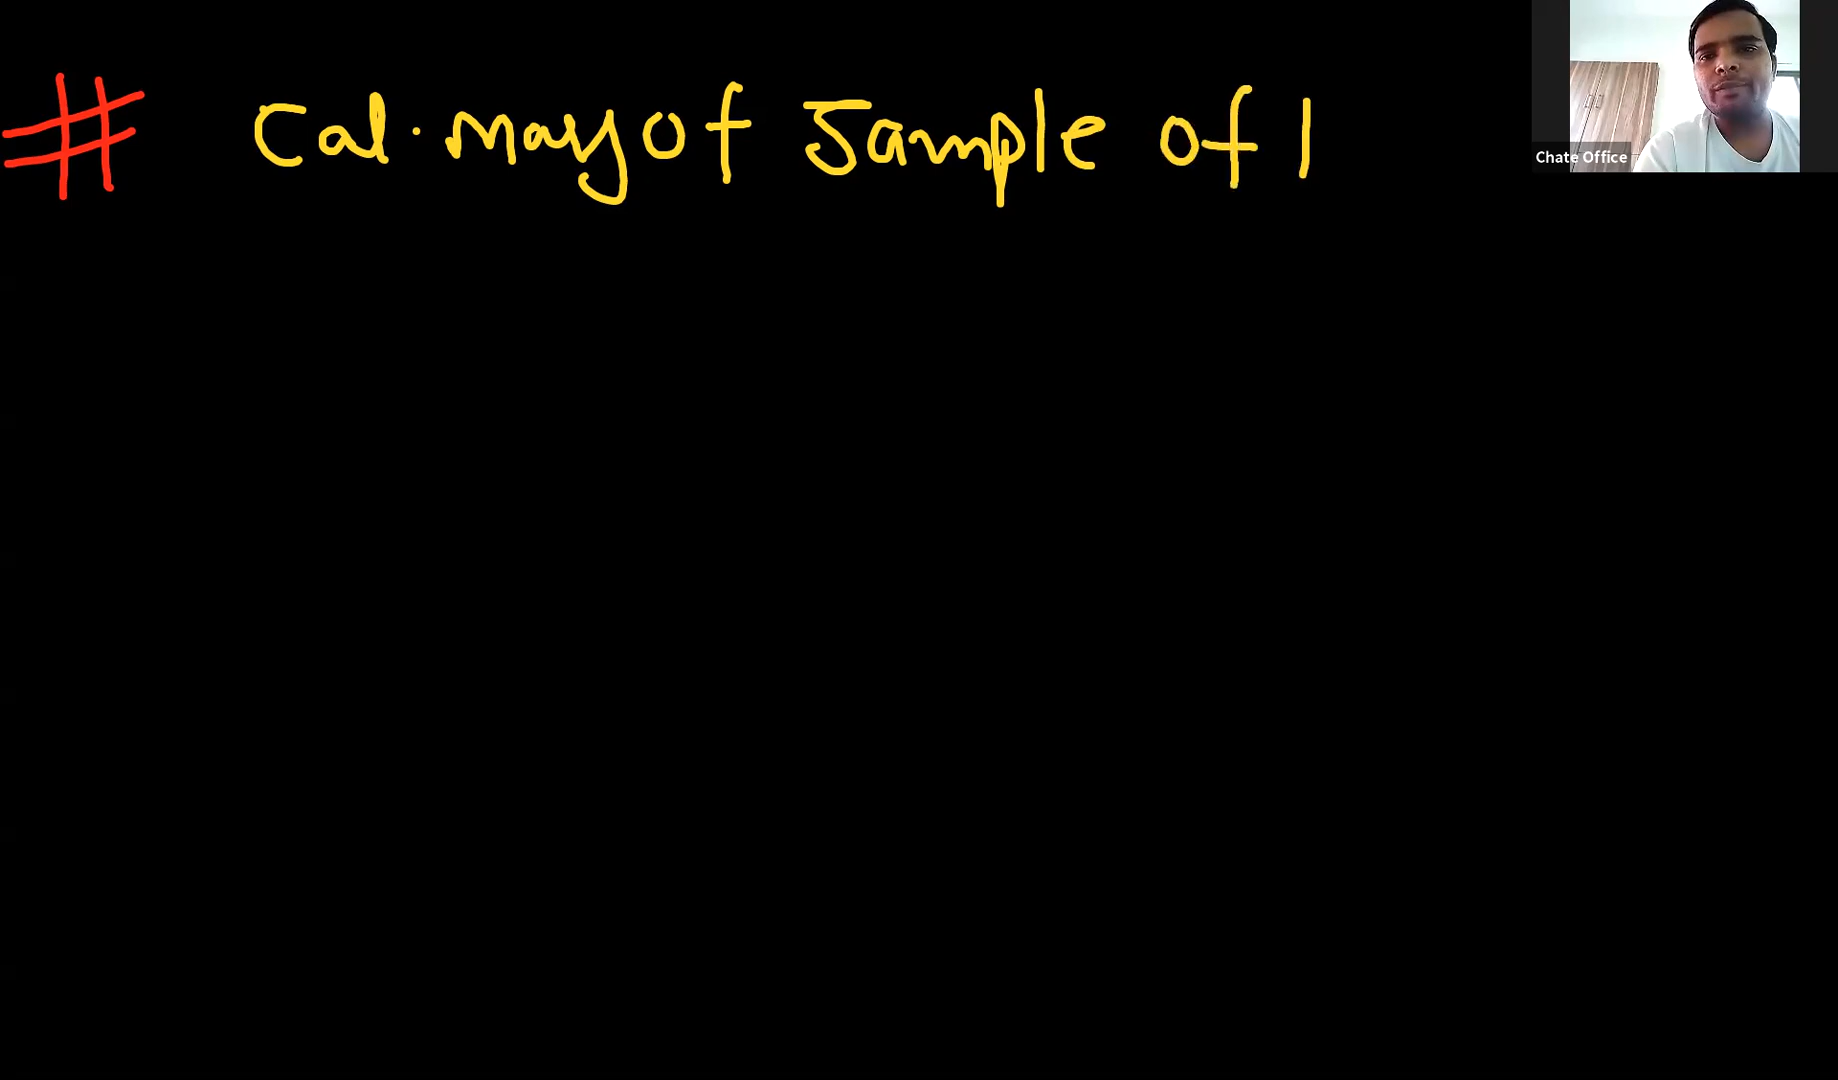 # Cal. mass of Sample of 1
Chate Office